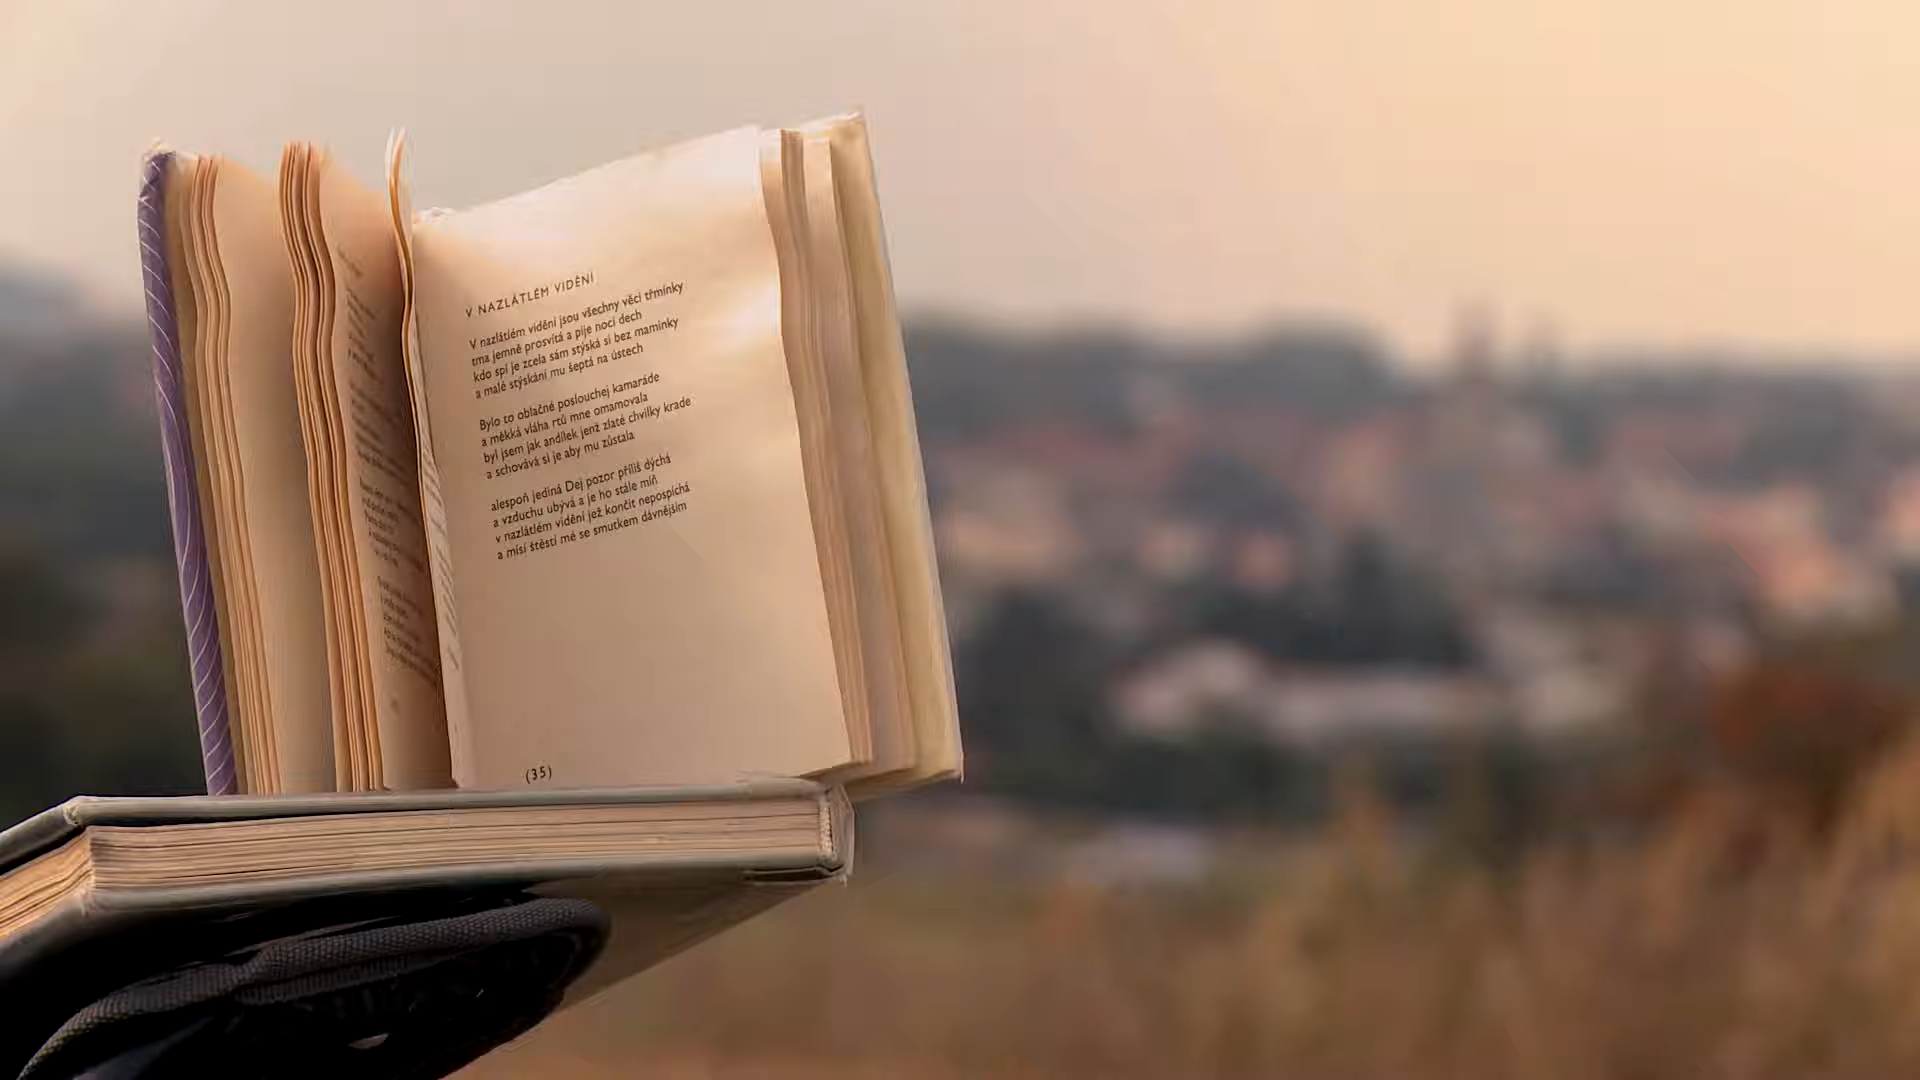 V NAZLÁTLÉM VIDĚNÍ
V nazlátlém vidění jsou všechny věci třmínky
tma jemně prosvítá a pije nocí dech
kdo spí je zcela sám stýská si bez maminky
a malé stýskání mu šeptá na ústech
Bylo to oblačné poslouchej kamaráde
a měkká vláha rtů mne omamovala
byl jsem jak andílek jenž zlaté chvilky krade
a schovává si je aby mu zůstala
alespoň jediná Dej pozor příliš dýchá
a vzduchu ubývá a je ho stále míň
v nazlátlém vidění jež končit nepospíchá
a mísí štěstí mé se smutkem dávnějším
(35)